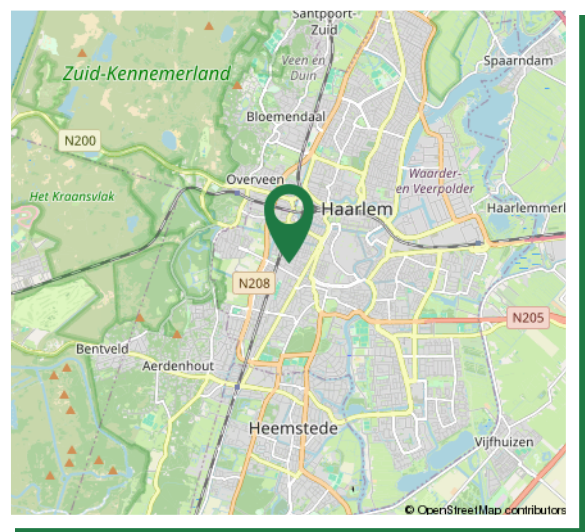 Santpoort-
Zuid
Spaarndam
Veen en
Duin
Zuid-Kennemerland
Bloemendaal
N200
Waarder-
en Veerpolder
Overveen
Het Kraansvlak
Haarlem
Haarlemmerl
N208
N205
Bentveld
Aerdenhout
Heemstede
Vijfhuizen
© OpenStreetMap contributors